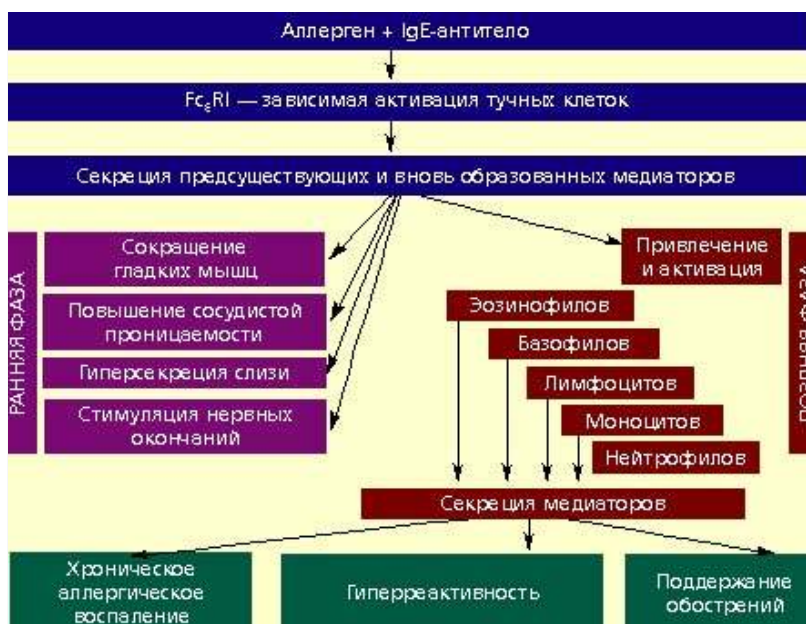 Аллерген + IgE-антитело
FcεRI — зависимая активация тучных клеток
Секреция предсуществующих и вновь образованных медиаторов
РАННЯЯ ФАЗА
Сокращение
гладких мышц
Повышение сосудистой
проницаемости
Гиперсекреция слизи
Стимуляция нервных
окончаний
Привлечение
и активация
Эозинофилов
Базофилов
Лимфоцитов
Моноцитов
Нейтрофилов
ПОЗДНЯЯ ФАЗА
Секреция медиаторов
Хроническое
аллергическое
воспаление
Гиперреактивность
Поддержание
обострений